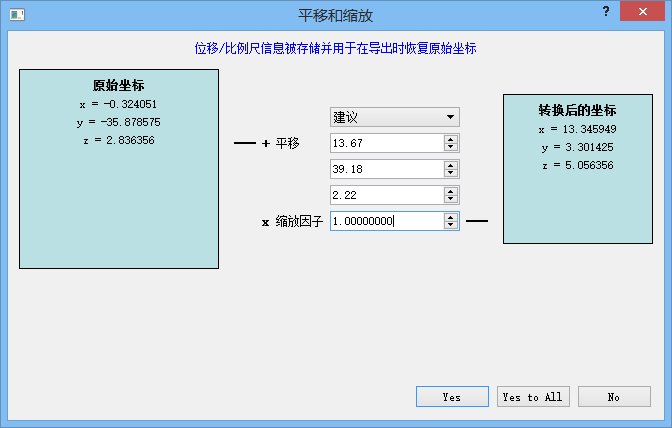 平移和缩放
?
位移/比例尺信息被存储并用于在导出时恢复原始坐标
原始坐标
x = -0.324051
y = -35.878575
z = 2.836356
建议
+ 平移 13.67
39.18
2.22
x 缩放因子 1.00000000
转换后的坐标
x = 13.345949
y = 3.301425
z = 5.056356
Yes
Yes to All
No